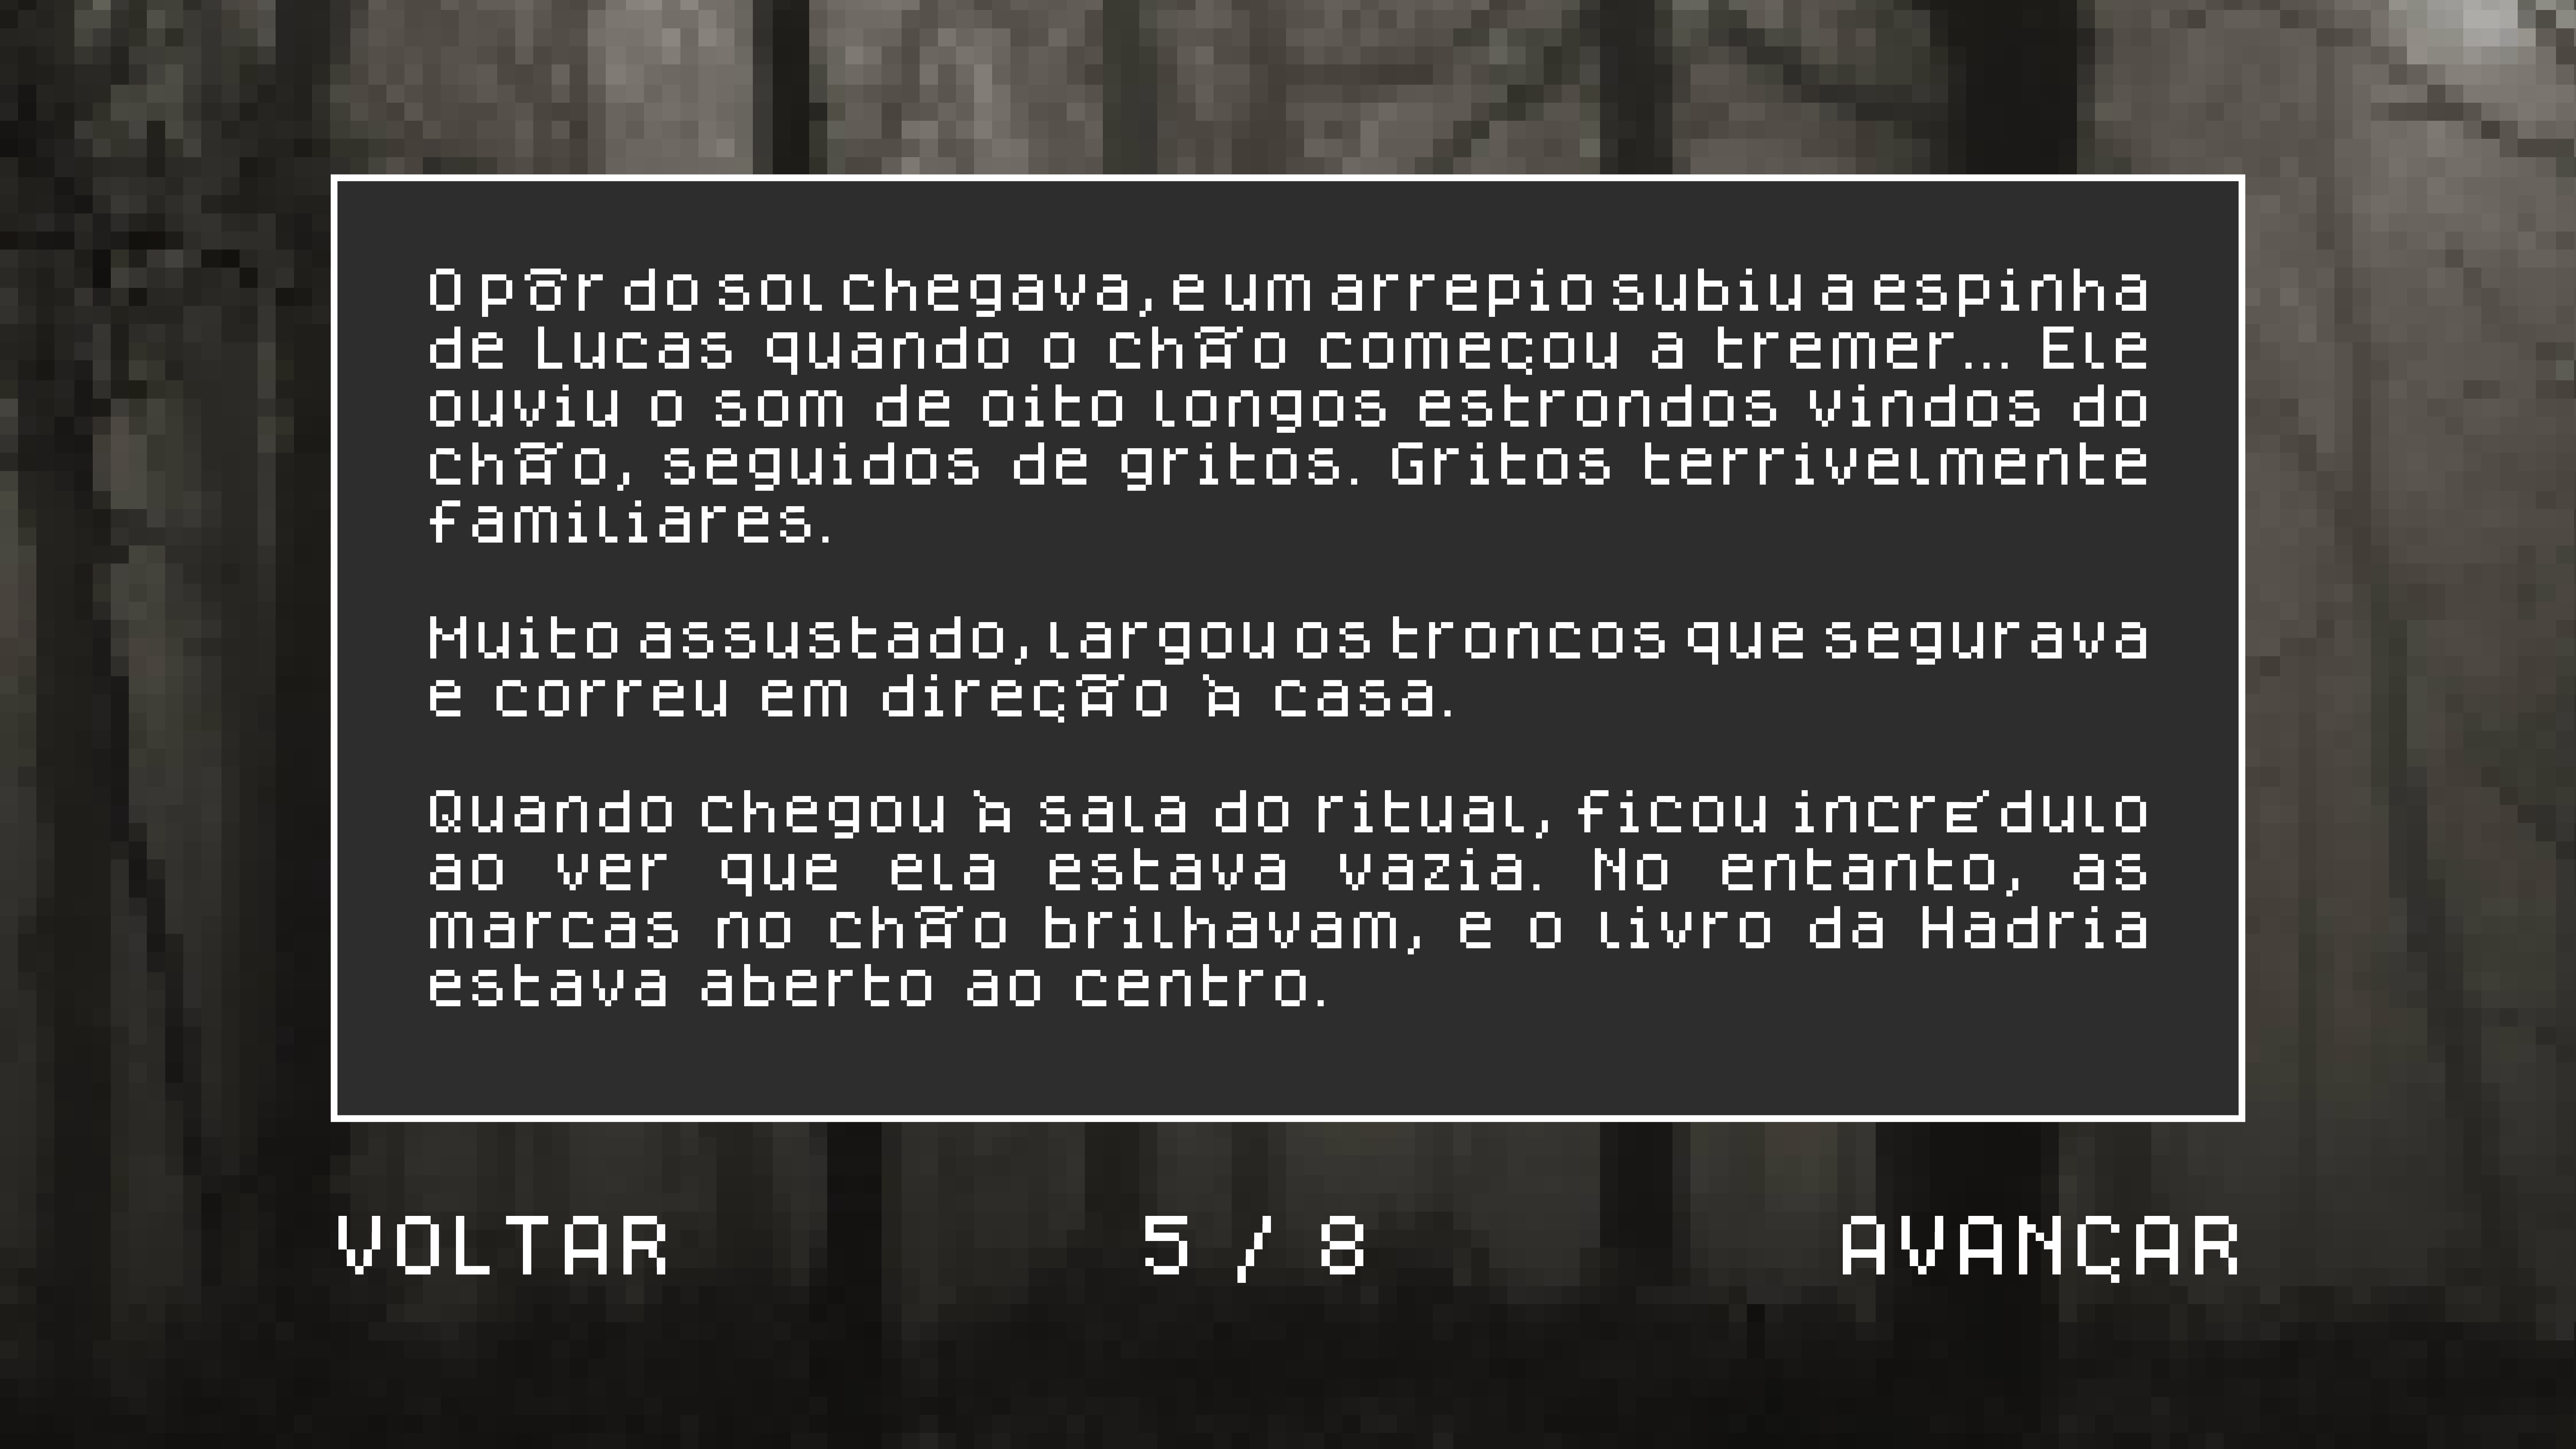 O pôr do sol chegava, e um arrepio subiu a espinha
de Lucas quando o chão começou a tremer... Ele
ouviu o som de oito longos estrondos vindos do
chão, seguidos de gritos. Gritos terrivelmente
familiares.
Muito assustado, largou os troncos que segurava
e correu em direção à casa.
Quando chegou à sala do ritual, ficou incrédulo
ao ver que ela estava vazia. No entanto, as
marcas no chão brilhavam, e o livro da Hadria
estava aberto ao centro.
VOLTAR
5 / 8
AVANÇAR